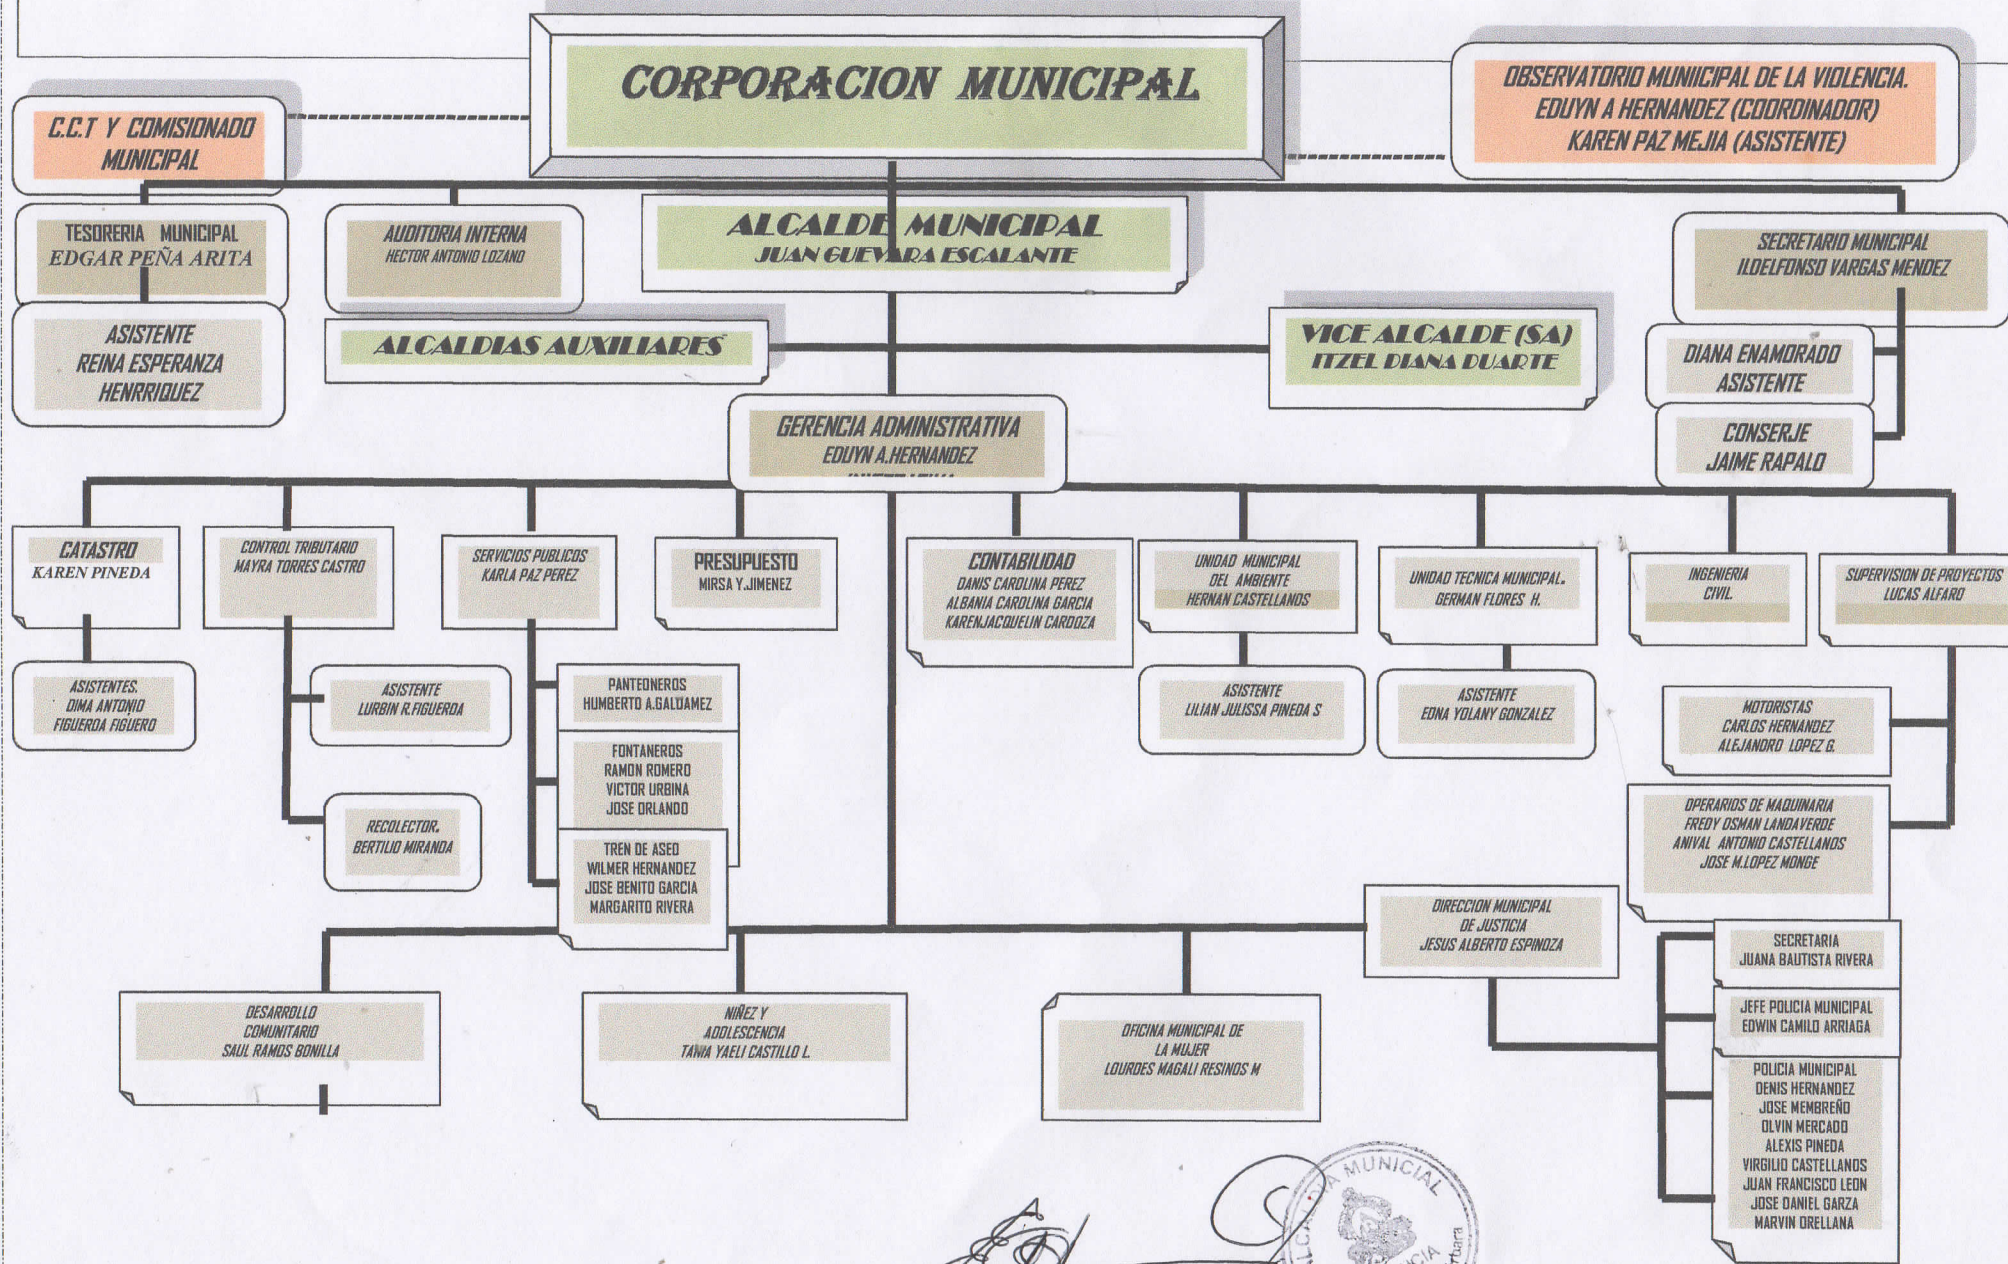 CORPORACION MUNICIPAL
C.C.T Y COMISIONADO
MUNICIPAL
OBSERVATORIO MUNIICIPAL DE LA VIOLENCIA.
EDUYN A HERNANDEZ (COORDINADOR)
KAREN PAZ MEJIA (ASISTENTE)
TESORERIA MUNICIPAL
EDGAR PEÑA ARITA
AUDITORIA INTERNA
HECTOR ANTONIO LOZANO
ALCALDE MUNICIPAL
JUAN GUEVARA ESCALANTE
SECRETARIO MUNICIPAL
ILDELFONSO VARGAS MENDEZ
ASISTENTE
REINA ESPERANZA
HENRRIQUEZ
ALCALDIAS AUXILIARES
VICE ALCALDE (SA)
ITZEL DIANA DUARTE
DIANA ENAMORADO
ASISTENTE
CONSERJE
JAIME RAPALO
GERENCIA ADMINISTRATIVA
EDUYN A.HERNANDEZ
CATASTRO
KAREN PINEDA
CONTROL TRIBUTARIO
MAYRA TORRES CASTRO
SERVICIOS PUBLICOS
KARLA PAZ PEREZ
PRESUPUESTO
MIRSA Y.JIMENEZ
CONTABILIDAD
DANIS CAROLINA PEREZ
ALBANIA CAROLINA GARCIA
KARENJACQUELIN CARDOZA
UNIDAD MUNICIPAL
DEL AMBIENTE
HERNAN CASTELLANOS
UNIDAD TECNICA MUNICIPAL.
GERMAN FLORES H.
INGENIERIA
CIVIL.
SUPERVISION DE PROYECTOS
LUCAS ALFARO
ASISTENTES.
DIMA ANTONIO
FIGUEROA FIGUERO
ASISTENTE
LURBIN R.FIGUEROA
RECOLECTOR.
BERTILIO MIRANDA
PANTEONEROS
HUMBERTO A.GALDAMEZ
FONTANEROS
RAMON ROMERO
VICTOR URBINA
JOSE ORLANDO
TREN DE ASEO
WILMER HERNANDEZ
JOSE BENITO GARCIA
MARGARITO RIVERA
ASISTENTE
LILIAN JULISSA PINEDA S
ASISTENTE
EDNA YOLANY GONZALEZ
MOTORISTAS
CARLOS HERNANDEZ
ALEJANDRO LOPEZ G.
OPERARIOS DE MAQUINARIA
FREDY OSMAN LANDAVERDE
ANIVAL ANTONIO CASTELLANOS
JOSE M.LOPEZ MONGE
DIRECCION MUNICIPAL
DE JUSTICIA
JESUS ALBERTO ESPINOZA
SECRETARIA
JUANA BAUTISTA RIVERA
JEFE POLICIA MUNICIPAL
EDWIN CAMILO ARRIAGA
POLICIA MUNICIPAL
DENIS HERNANDEZ
JOSE MEMBREÑO
OLVIN MERCADO
ALEXIS PINEDA
VIRGILIO CASTELLANOS
JUAN FRANCISCO LEON
JOSE DANIEL GARZA
MARVIN ORELLANA
DESARROLLO
COMUNITARIO
SAUL RAMOS BONILLA
NIÑEZ Y
ADOLESCENCIA
TANIA YAELI CASTILLO L.
OFICINA MUNICIPAL DE
LA MUJER
LOURDES MAGALI RESINOS M
ALCALDIA MUNICIAL